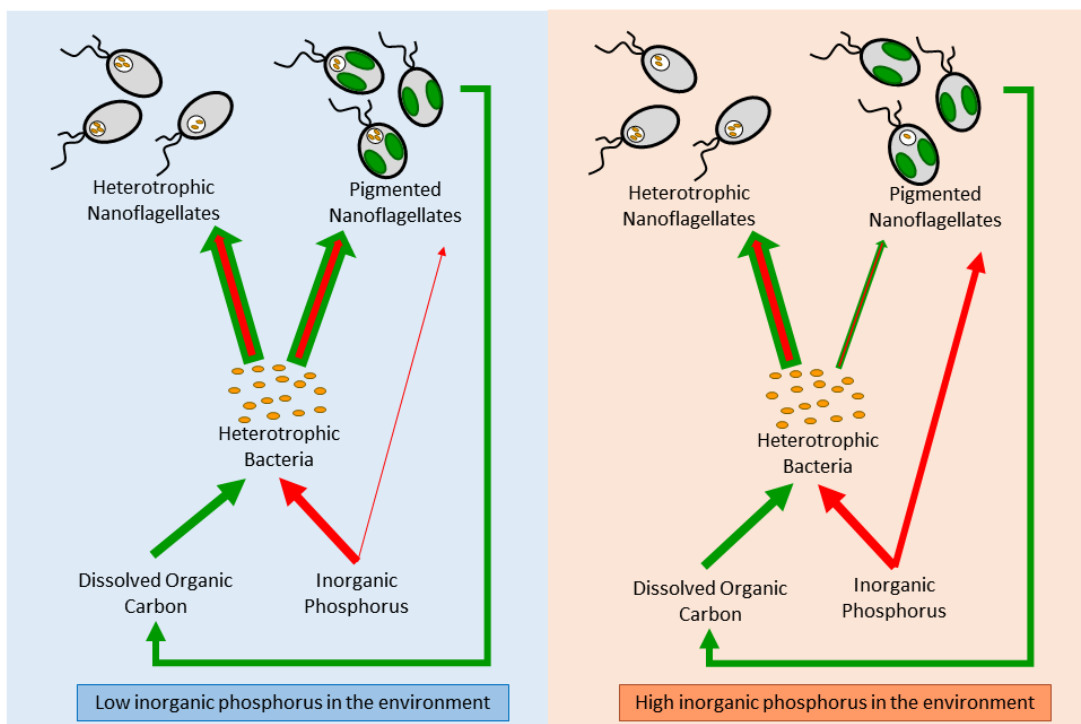 Heterotrophic
Nanoflagellates
Pigmented
Nanoflagellates
Heterotrophic
Bacteria
Dissolved Organic
Carbon
Inorganic
Phosphorus
Low inorganic phosphorus in the environment
Heterotrophic
Nanoflagellates
Pigmented
Nanoflagellates
Heterotrophic
Bacteria
Dissolved Organic
Carbon
Inorganic
Phosphorus
High inorganic phosphorus in the environment